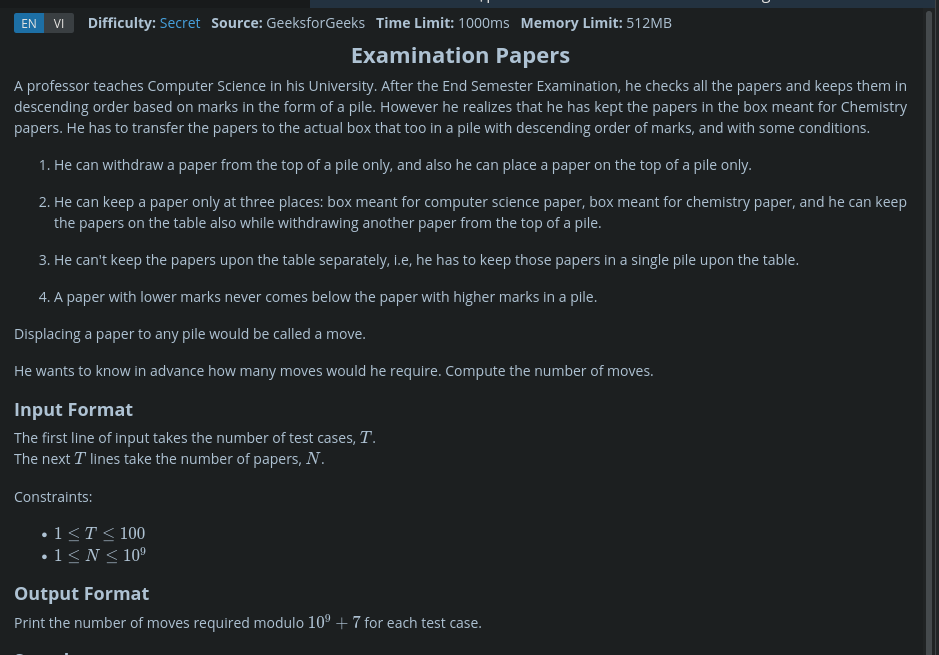 EN VI Difficulty: Secret Source: GeeksforGeeks Time Limit: 1000ms Memory Limit: 512MB
Examination Papers
A professor teaches Computer Science in his University. After the End Semester Examination, he checks all the papers and keeps them in
descending order based on marks in the form of a pile. However he realizes that he has kept the papers in the box meant for Chemistry
papers. He has to transfer the papers to the actual box that too in a pile with descending order of marks, and with some conditions.
1. He can withdraw a paper from the top of a pile only, and also he can place a paper on the top of a pile only.
2. He can keep a paper only at three places: box meant for computer science paper, box meant for chemistry paper, and he can keep
the papers on the table also while withdrawing another paper from the top of a pile.
3. He can't keep the papers upon the table separately, i.e, he has to keep those papers in a single pile upon the table.
4. A paper with lower marks never comes below the paper with higher marks in a pile.
Displacing a paper to any pile would be called a move.
He wants to know in advance how many moves would he require. Compute the number of moves.
Input Format
The first line of input takes the number of test cases, T.
The next T lines take the number of papers, N.
Constraints:
• 1 ≤ T ≤ 100
• 1 ≤ N ≤ 10⁹
Output Format
Print the number of moves required modulo 10⁹ + 7 for each test case.